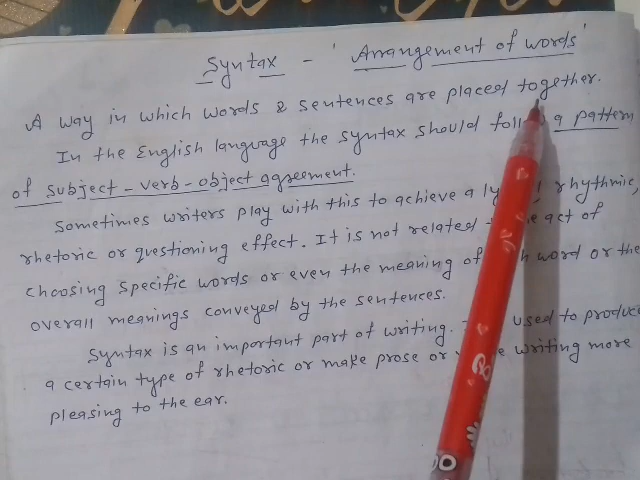 Syntax - 'Arrangement of words'
A way in which words & sentences are placed together.
In the English language the syntax should a pattern
of subject - verb - object agreement.
Sometimes writers play with this to achieve a rhythmic,
rhetoric or questioning effect. It is not related act of
choosing specific words or even the meaning of word or the
overall meanings conveyed by the sentences.
Syntax is an important part of writing. used to produce
a certain type of rhetoric or make prose or writing more
pleasing to the ear.